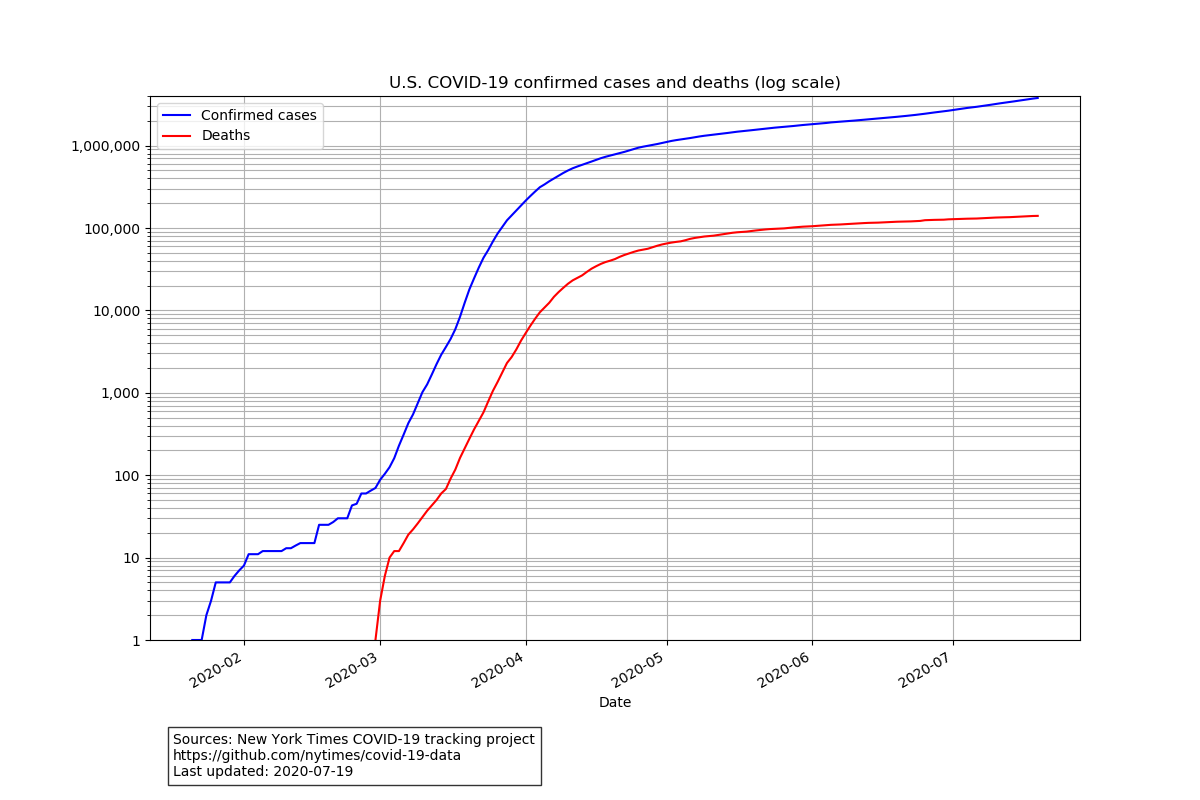 U.S. COVID-19 confirmed cases and deaths (log scale)
Confirmed cases
Deaths
1,000,000
100,000
10,000
1,000
100
10
1
2020-02
2020-03
2020-04
2020-05
2020-06
2020-07
Date
Sources: New York Times COVID-19 tracking project
https://github.com/nytimes/covid-19-data
Last updated: 2020-07-19